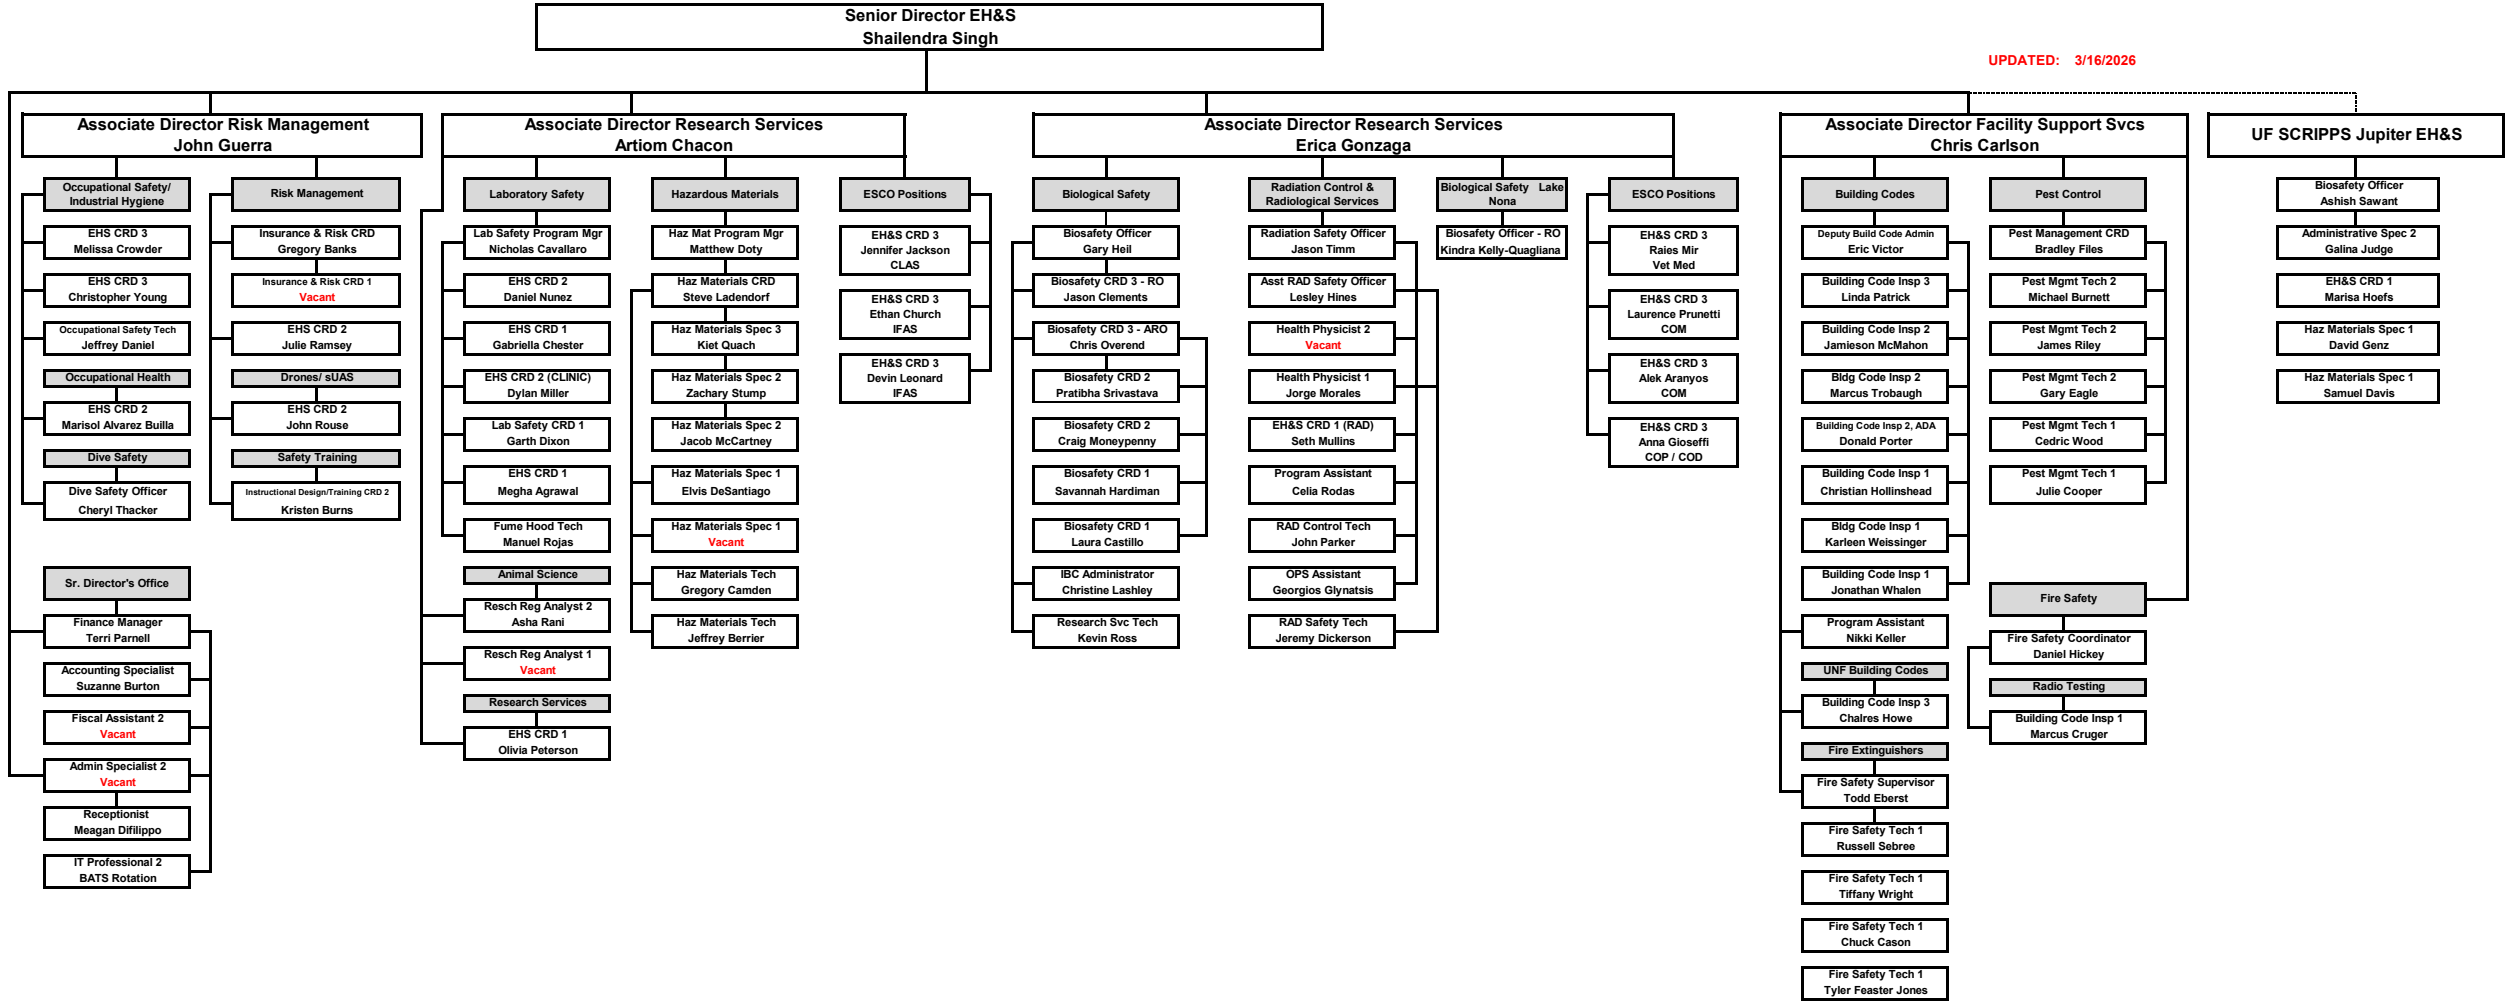 Senior Director EH&S
Shailendra Singh
UPDATED: 3/16/2026
Associate Director Risk Management
John Guerra
Occupational Safety/
Industrial Hygiene
EHS CRD 3
Melissa Crowder
EHS CRD 3
Christopher Young
Occupational Safety Tech
Jeffrey Daniel
Occupational Health
EHS CRD 2
Marisol Alvarez Builla
Dive Safety
Dive Safety Officer
Cheryl Thacker
Risk Management
Insurance & Risk CRD
Gregory Banks
Insurance & Risk CRD 1
Vacant
EHS CRD 2
Julie Ramsey
Drones/ sUAS
EHS CRD 2
John Rouse
Safety Training
Instructional Design/Training CRD 2
Kristen Burns
Sr. Director's Office
Finance Manager
Terri Parnell
Accounting Specialist
Suzanne Burton
Fiscal Assistant 2
Vacant
Admin Specialist 2
Vacant
Receptionist
Meagan Difilippo
IT Professional 2
BATS Rotation
Associate Director Research Services
Artiom Chacon
Laboratory Safety
Lab Safety Program Mgr
Nicholas Cavallaro
EHS CRD 2
Daniel Nunez
EHS CRD 1
Gabriella Chester
EHS CRD 2 (CLINIC)
Dylan Miller
Lab Safety CRD 1
Garth Dixon
EHS CRD 1
Megha Agrawal
Fume Hood Tech
Manuel Rojas
Animal Science
Resch Reg Analyst 2
Asha Rani
Resch Reg Analyst 1
Vacant
Research Services
EHS CRD 1
Olivia Peterson
Hazardous Materials
Haz Mat Program Mgr
Matthew Doty
Haz Materials CRD
Steve Ladendorf
Haz Materials Spec 3
Kiet Quach
Haz Materials Spec 2
Zachary Stump
Haz Materials Spec 2
Jacob McCartney
Haz Materials Spec 1
Elvis DeSantiago
Haz Materials Spec 1
Vacant
Haz Materials Tech
Gregory Camden
Haz Materials Tech
Jeffrey Berrier
ESCO Positions
EH&S CRD 3
Jennifer Jackson
CLAS
EH&S CRD 3
Ethan Church
IFAS
EH&S CRD 3
Devin Leonard
IFAS
Associate Director Research Services
Erica Gonzaga
Biological Safety
Biosafety Officer
Gary Heil
Biosafety CRD 3 - RO
Jason Clements
Biosafety CRD 3 - ARO
Chris Overend
Biosafety CRD 2
Pratibha Srivastava
Biosafety CRD 2
Craig Moneypenny
Biosafety CRD 1
Savannah Hardiman
Biosafety CRD 1
Laura Castillo
IBC Administrator
Christine Lashley
Research Svc Tech
Kevin Ross
Radiation Control &
Radiological Services
Radiation Safety Officer
Jason Timm
Asst RAD Safety Officer
Lesley Hines
Health Physicist 2
Vacant
Health Physicist 1
Jorge Morales
EH&S CRD 1 (RAD)
Seth Mullins
Program Assistant
Celia Rodas
RAD Control Tech
John Parker
OPS Assistant
Georgios Glynatsis
RAD Safety Tech
Jeremy Dickerson
Biological Safety Lake
Nona
Biosafety Officer - RO
Kindra Kelly-Quagliana
ESCO Positions
EH&S CRD 3
Raies Mir
Vet Med
EH&S CRD 3
Laurence Prunetti
COM
EH&S CRD 3
Alek Aranyos
COM
EH&S CRD 3
Anna Gioseffi
COP / COD
Associate Director Facility Support Svcs
Chris Carlson
Building Codes
Deputy Build Code Admin
Eric Victor
Building Code Insp 3
Linda Patrick
Building Code Insp 2
Jamieson McMahon
Bldg Code Insp 2
Marcus Trobaugh
Building Code Insp 2, ADA
Donald Porter
Building Code Insp 1
Christian Hollinshead
Bldg Code Insp 1
Karleen Weissinger
Building Code Insp 1
Jonathan Whalen
Program Assistant
Nikki Keller
UNF Building Codes
Building Code Insp 3
Chalres Howe
Fire Extinguishers
Fire Safety Supervisor
Todd Eberst
Fire Safety Tech 1
Russell Sebree
Fire Safety Tech 1
Tiffany Wright
Fire Safety Tech 1
Chuck Cason
Fire Safety Tech 1
Tyler Feaster Jones
Pest Control
Pest Management CRD
Bradley Files
Pest Mgmt Tech 2
Michael Burnett
Pest Mgmt Tech 2
James Riley
Pest Mgmt Tech 2
Gary Eagle
Pest Mgmt Tech 1
Cedric Wood
Pest Mgmt Tech 1
Julie Cooper
Fire Safety
Fire Safety Coordinator
Daniel Hickey
Radio Testing
Building Code Insp 1
Marcus Cruger
UF SCRIPPS Jupiter EH&S
Biosafety Officer
Ashish Sawant
Administrative Spec 2
Galina Judge
EH&S CRD 1
Marisa Hoefs
Haz Materials Spec 1
David Genz
Haz Materials Spec 1
Samuel Davis